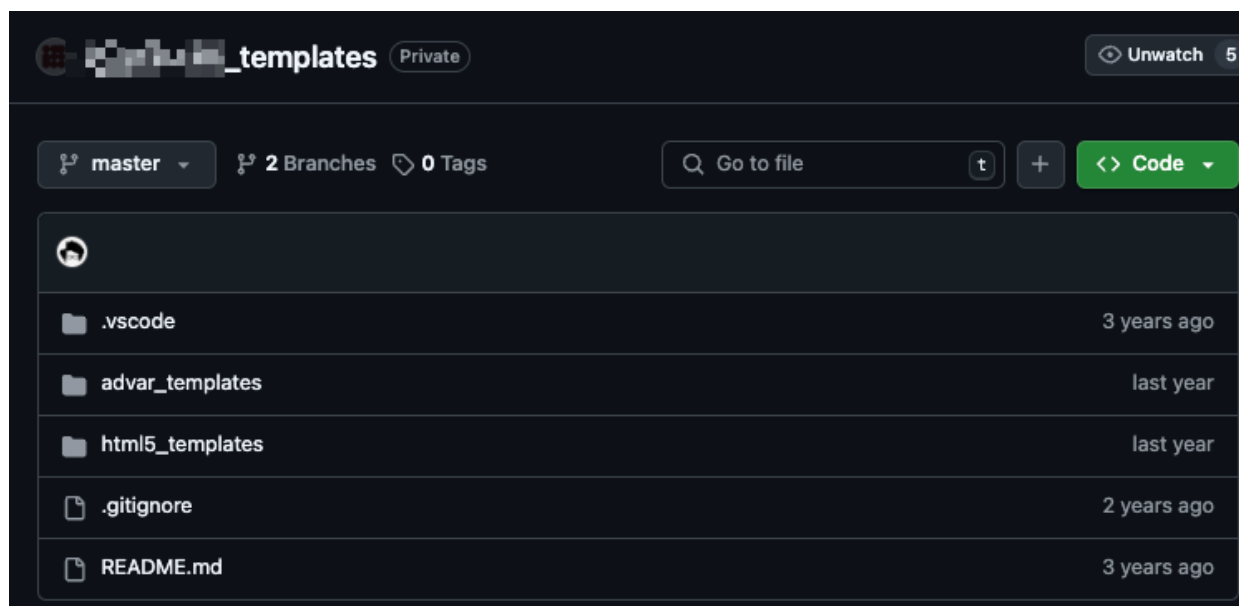 _templates Private Unwatch 5
master 2 Branches 0 Tags Go to file t + <> Code
.vscode 3 years ago
advar_templates last year
html5_templates last year
.gitignore 2 years ago
README.md 3 years ago